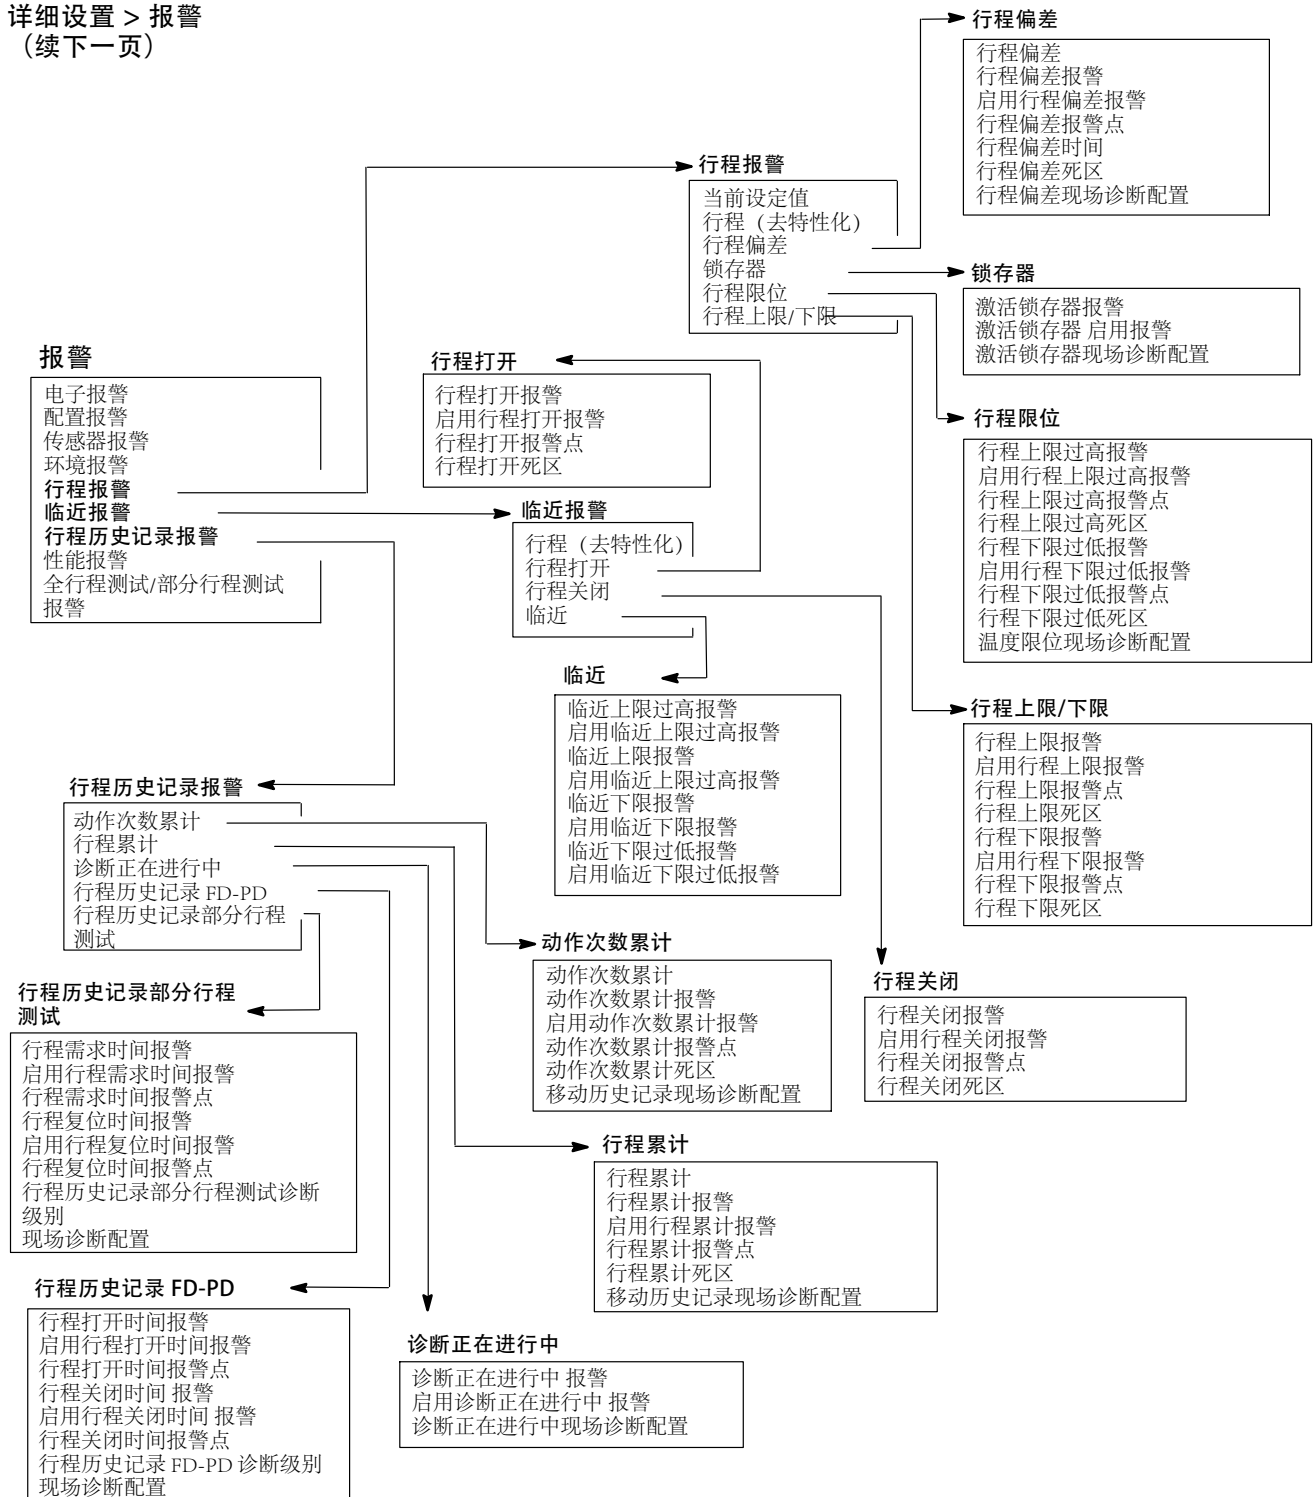 详细设置 > 报警
（续下一页）
行程偏差
行程偏差
行程偏差报警
启用行程偏差报警
行程偏差报警点
行程偏差时间
行程偏差死区
行程偏差现场诊断配置
行程报警
当前设定值
行程（去特性化）
行程偏差
锁存器
行程限位
行程上限/下限
锁存器
激活锁存器报警
激活锁存器 启用报警
激活锁存器现场诊断配置
报警
电子报警
配置报警
传感器报警
环境报警
行程报警
临近报警
行程历史记录报警
性能报警
全行程测试/部分行程测试
报警
行程打开
行程打开报警
启用行程打开报警
行程打开报警点
行程打开死区
行程限位
行程上限过高报警
启用行程上限过高报警
行程上限过高报警点
行程上限过高死区
行程下限过低报警
启用行程下限过低报警
行程下限过低报警点
行程下限过低死区
温度限位现场诊断配置
临近报警
行程（去特性化）
行程打开
行程关闭
临近
临近
临近上限过高报警
启用临近上限过高报警
临近上限报警
启用临近上限过高报警
临近下限报警
启用临近下限报警
临近下限过低报警
启用临近下限过低报警
行程上限/下限
行程上限报警
启用行程上限报警
行程上限报警点
行程上限死区
行程下限报警
启用行程下限报警
行程下限报警点
行程下限死区
行程历史记录报警
动作次数累计
行程累计
诊断正在进行中
行程历史记录 FD-PD
行程历史记录部分行程
测试
动作次数累计
动作次数累计
动作次数累计报警
启用动作次数累计报警
动作次数累计报警点
动作次数累计死区
移动历史记录现场诊断配置
行程关闭
行程关闭报警
启用行程关闭报警
行程关闭报警点
行程关闭死区
行程历史记录部分行程
测试
行程需求时间报警
启用行程需求时间报警
行程需求时间报警点
行程复位时间报警
启用行程复位时间报警
行程复位时间报警点
行程历史记录部分行程测试诊断
级别
现场诊断配置
行程累计
行程累计
行程累计报警
启用行程累计报警
行程累计报警点
行程累计死区
移动历史记录现场诊断配置
行程历史记录 FD-PD
行程打开时间报警
启用行程打开时间报警
行程打开时间报警点
行程关闭时间 报警
启用行程关闭时间 报警
行程关闭时间报警点
行程历史记录 FD-PD 诊断级别
现场诊断配置
诊断正在进行中
诊断正在进行中 报警
启用诊断正在进行中 报警
诊断正在进行中现场诊断配置